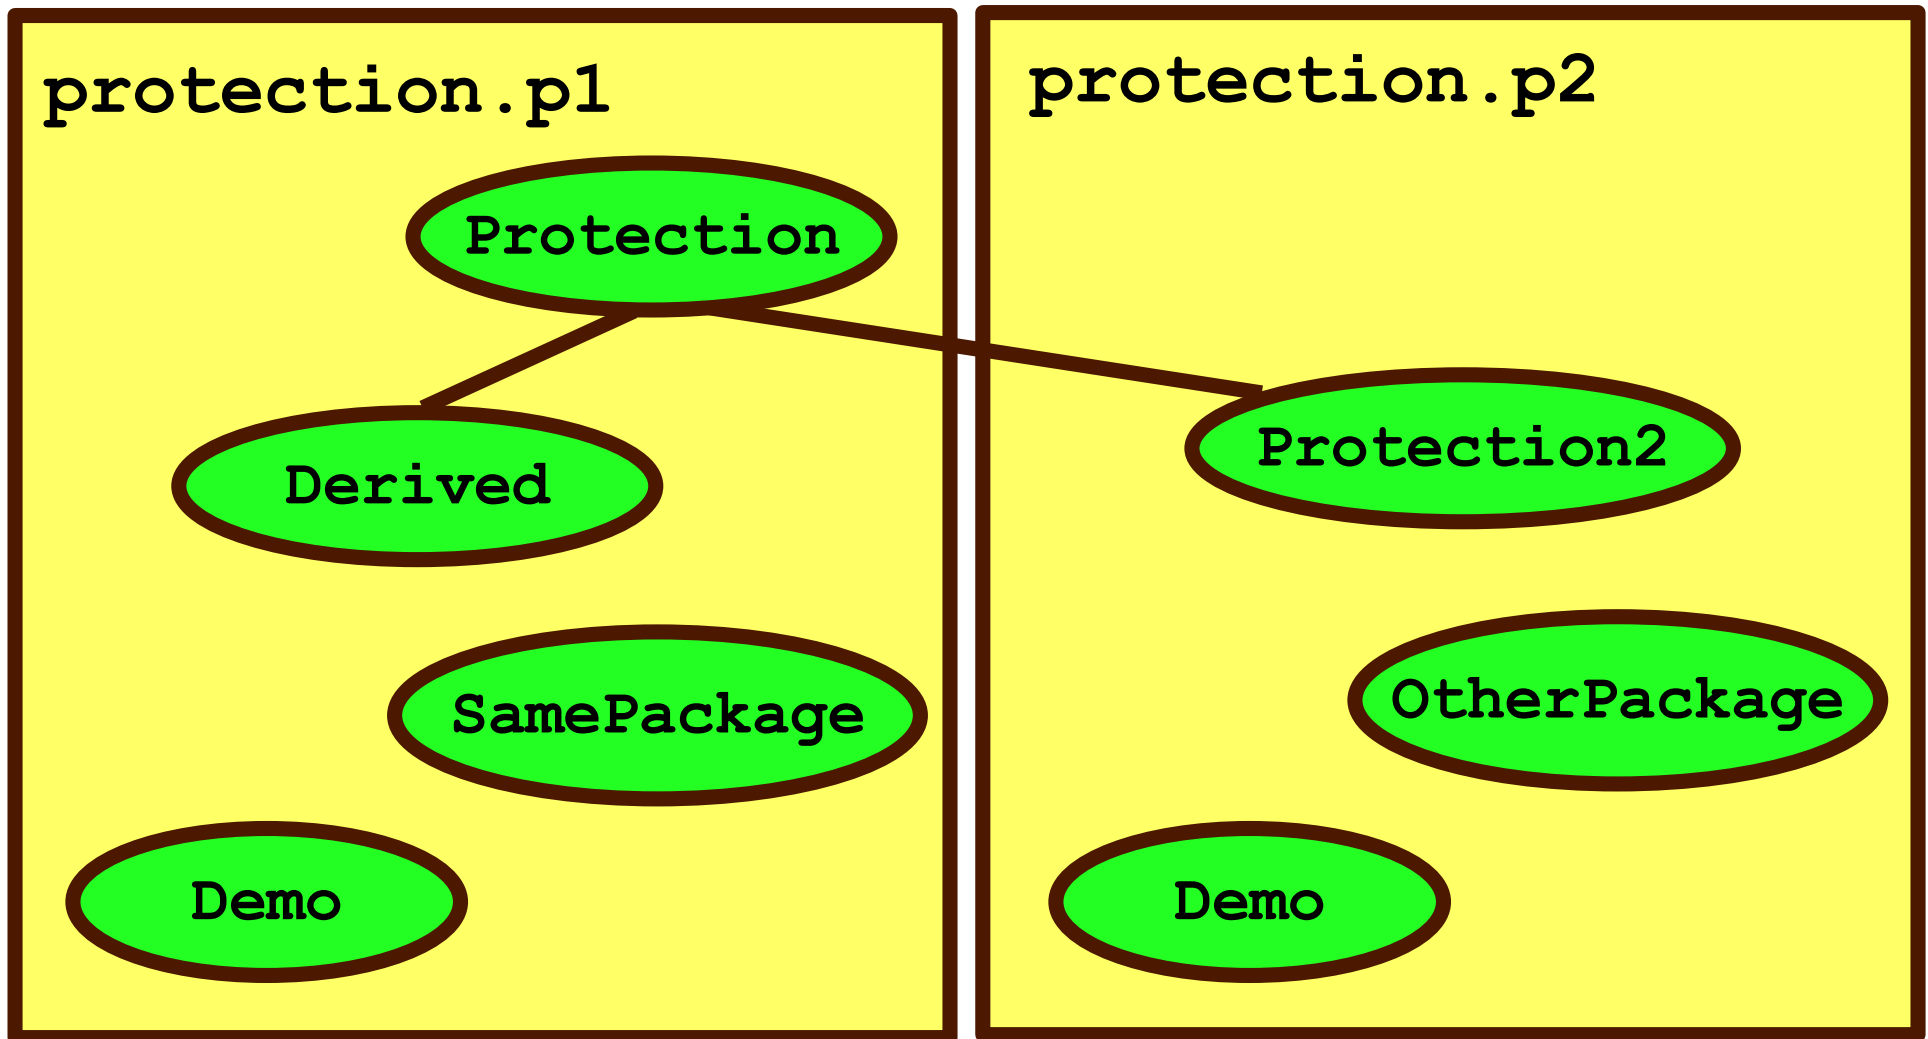 protection.p1
Protection
Derived
SamePackage
Demo
protection.p2
Protection2
OtherPackage
Demo